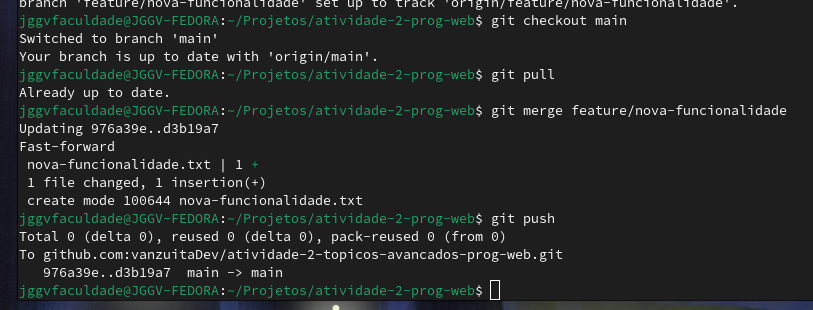 branch 'feature/nova-funcionalidade' set up to track 'origin/feature/nova-funcionalidade'.
jggvfaculdade@JGGV-FEDORA:~/Projetos/atividade-2-prog-web$ git checkout main
Switched to branch 'main'
Your branch is up to date with 'origin/main'.
jggvfaculdade@JGGV-FEDORA:~/Projetos/atividade-2-prog-web$ git pull
Already up to date.
jggvfaculdade@JGGV-FEDORA:~/Projetos/atividade-2-prog-web$ git merge feature/nova-funcionalidade
Updating 976a39e..d3b19a7
Fast-forward
 nova-funcionalidade.txt | 1 +
 1 file changed, 1 insertion(+)
 create mode 100644 nova-funcionalidade.txt
jggvfaculdade@JGGV-FEDORA:~/Projetos/atividade-2-prog-web$ git push
Total 0 (delta 0), reused 0 (delta 0), pack-reused 0 (from 0)
To github.com:vanzuitaDev/atividade-2-topicos-avancados-prog-web.git
   976a39e..d3b19a7  main -> main
jggvfaculdade@JGGV-FEDORA:~/Projetos/atividade-2-prog-web$